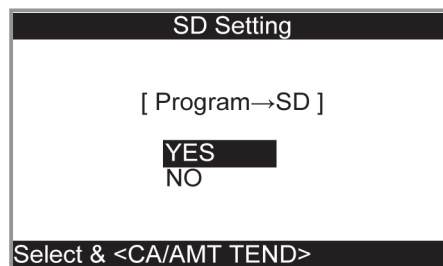 SD Setting
[ Program→SD ]
YES
NO
Select & <CA/AMT TEND>